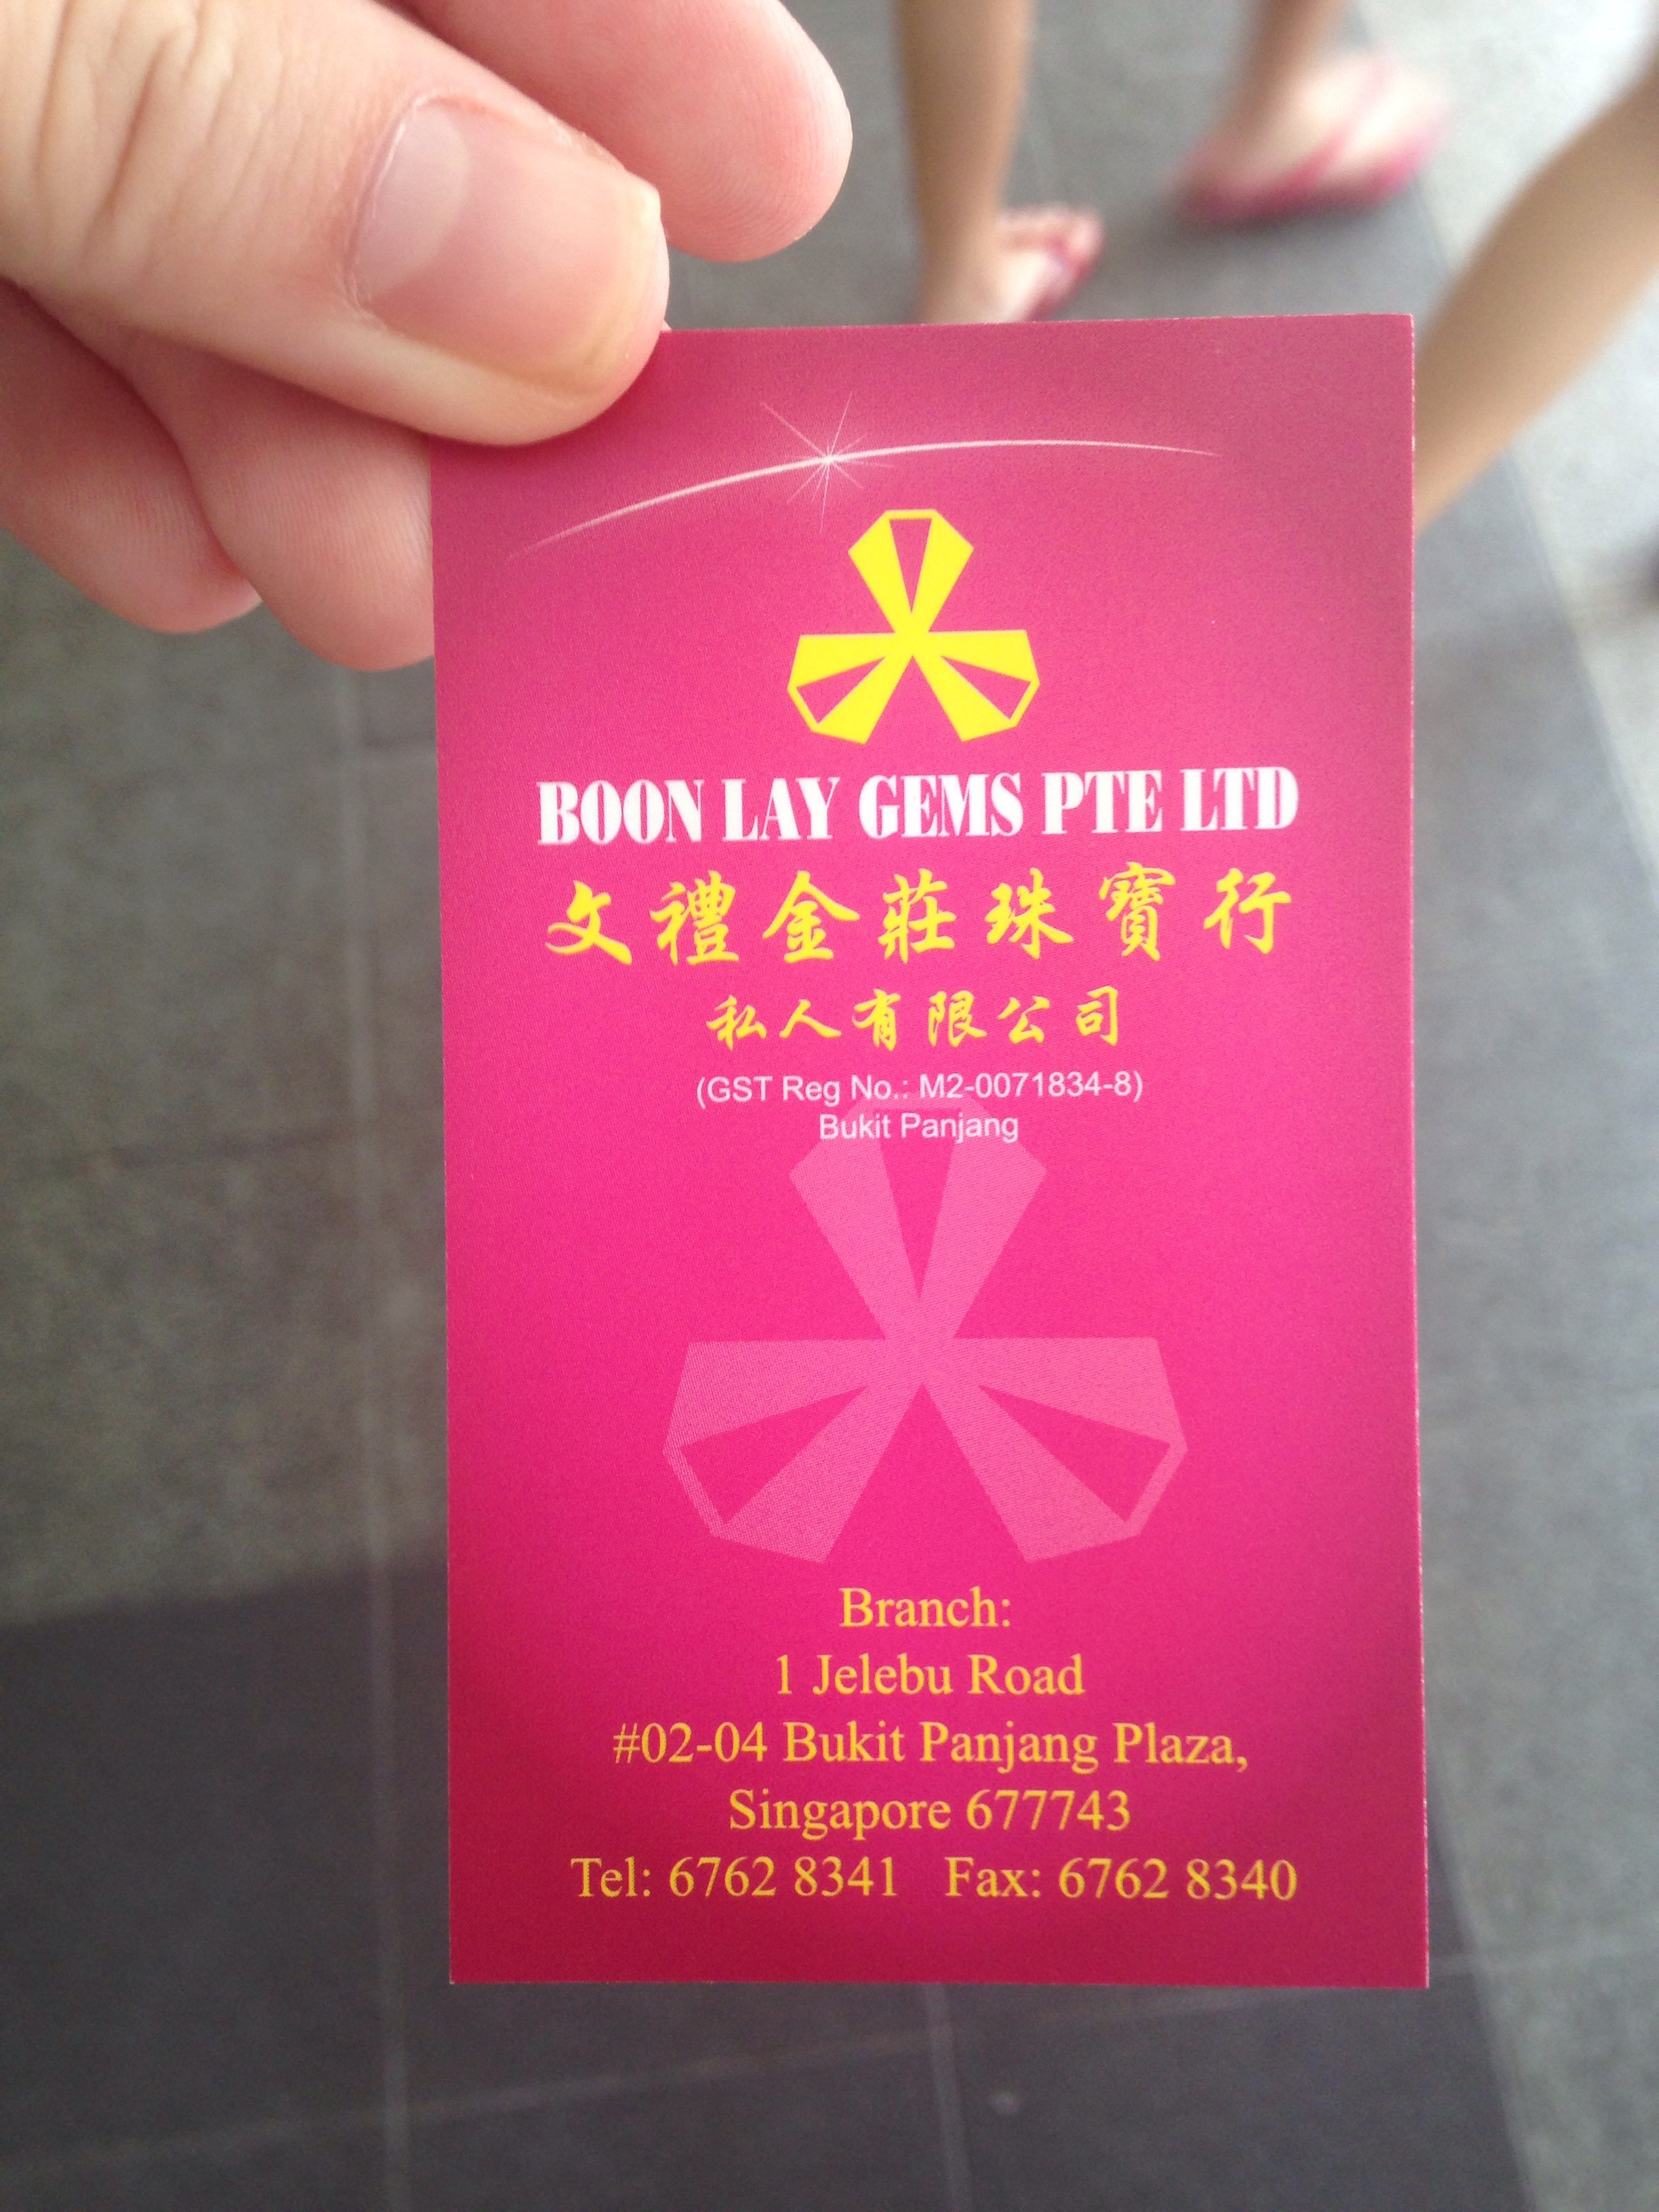 BOON LAY GEMS PTE LTD
文禮金莊珠寶行
私人有限公司
(GST Reg No.: M2-0071834-8)
Bukit Panjang
Branch:
1 Jelebu Road
#02-04 Bukit Panjang Plaza,
Singapore 677743
Tel: 6762 8341 Fax: 6762 8340